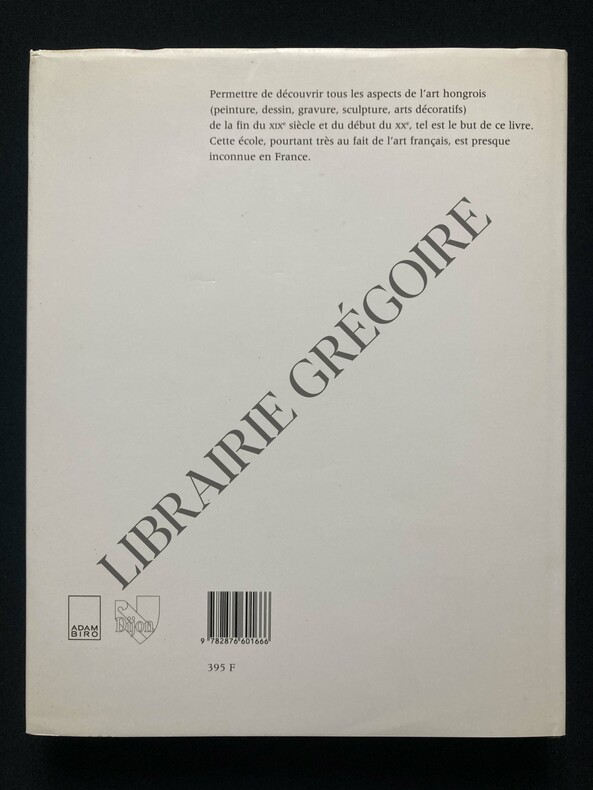 Permettre de découvrir tous les aspects de l'art hongrois
(peinture, dessin, gravure, sculpture, arts décoratifs)
de la fin du XIXe siècle et du début du XXe, tel est le but de ce livre.
Cette école, pourtant très au fait de l'art français, est presque
inconnue en France.
LIBRAIRIE GRÉGOIRE
ADAM
BIRO
Dijon
9 782876 601666
395 F